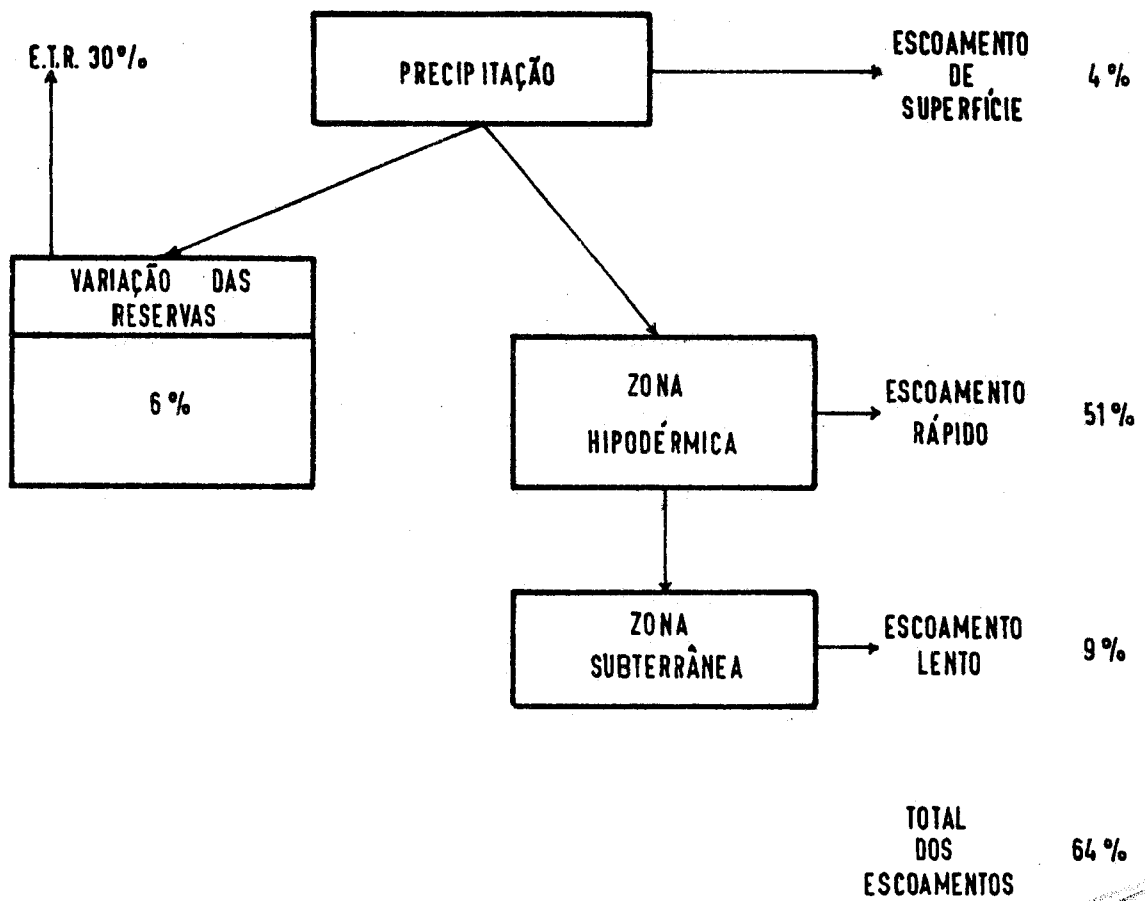 E.T.R. 30%
PRECIPITAÇÃO
ESCOAMENTO
DE
SUPERFÍCIE
4%
VARIAÇÃO DAS
RESERVAS
6%
ZONA
HIPODÉRMICA
ESCOAMENTO
RÁPIDO
51%
ZONA
SUBTERRÂNEA
ESCOAMENTO
LENTO
9%
TOTAL
DOS
ESCOAMENTOS
64%